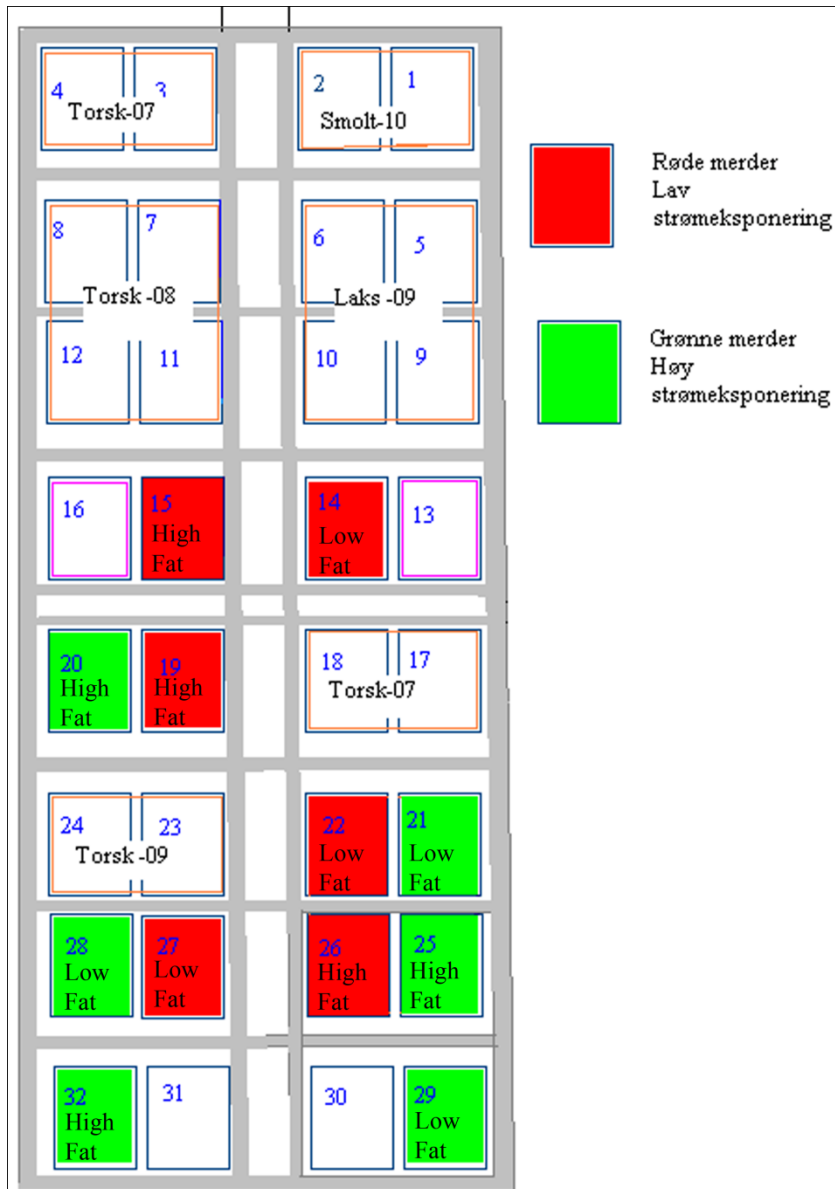 4 3
Torsk-07
2 1
Smolt-10
Røde merder
Lav
strømeksponering
8 7
6 5
Torsk -08
Laks -09
12 11
10 9
Grønne merder
Høy
strømeksponering
16
15
High
Fat
14
Low
Fat
13
20
High
Fat
19
High
Fat
18 17
Torsk-07
24 23
Torsk -09
22
Low
Fat
21
Low
Fat
28
Low
Fat
27
Low
Fat
26
High
Fat
25
High
Fat
32
High
Fat
31
30
29
Low
Fat